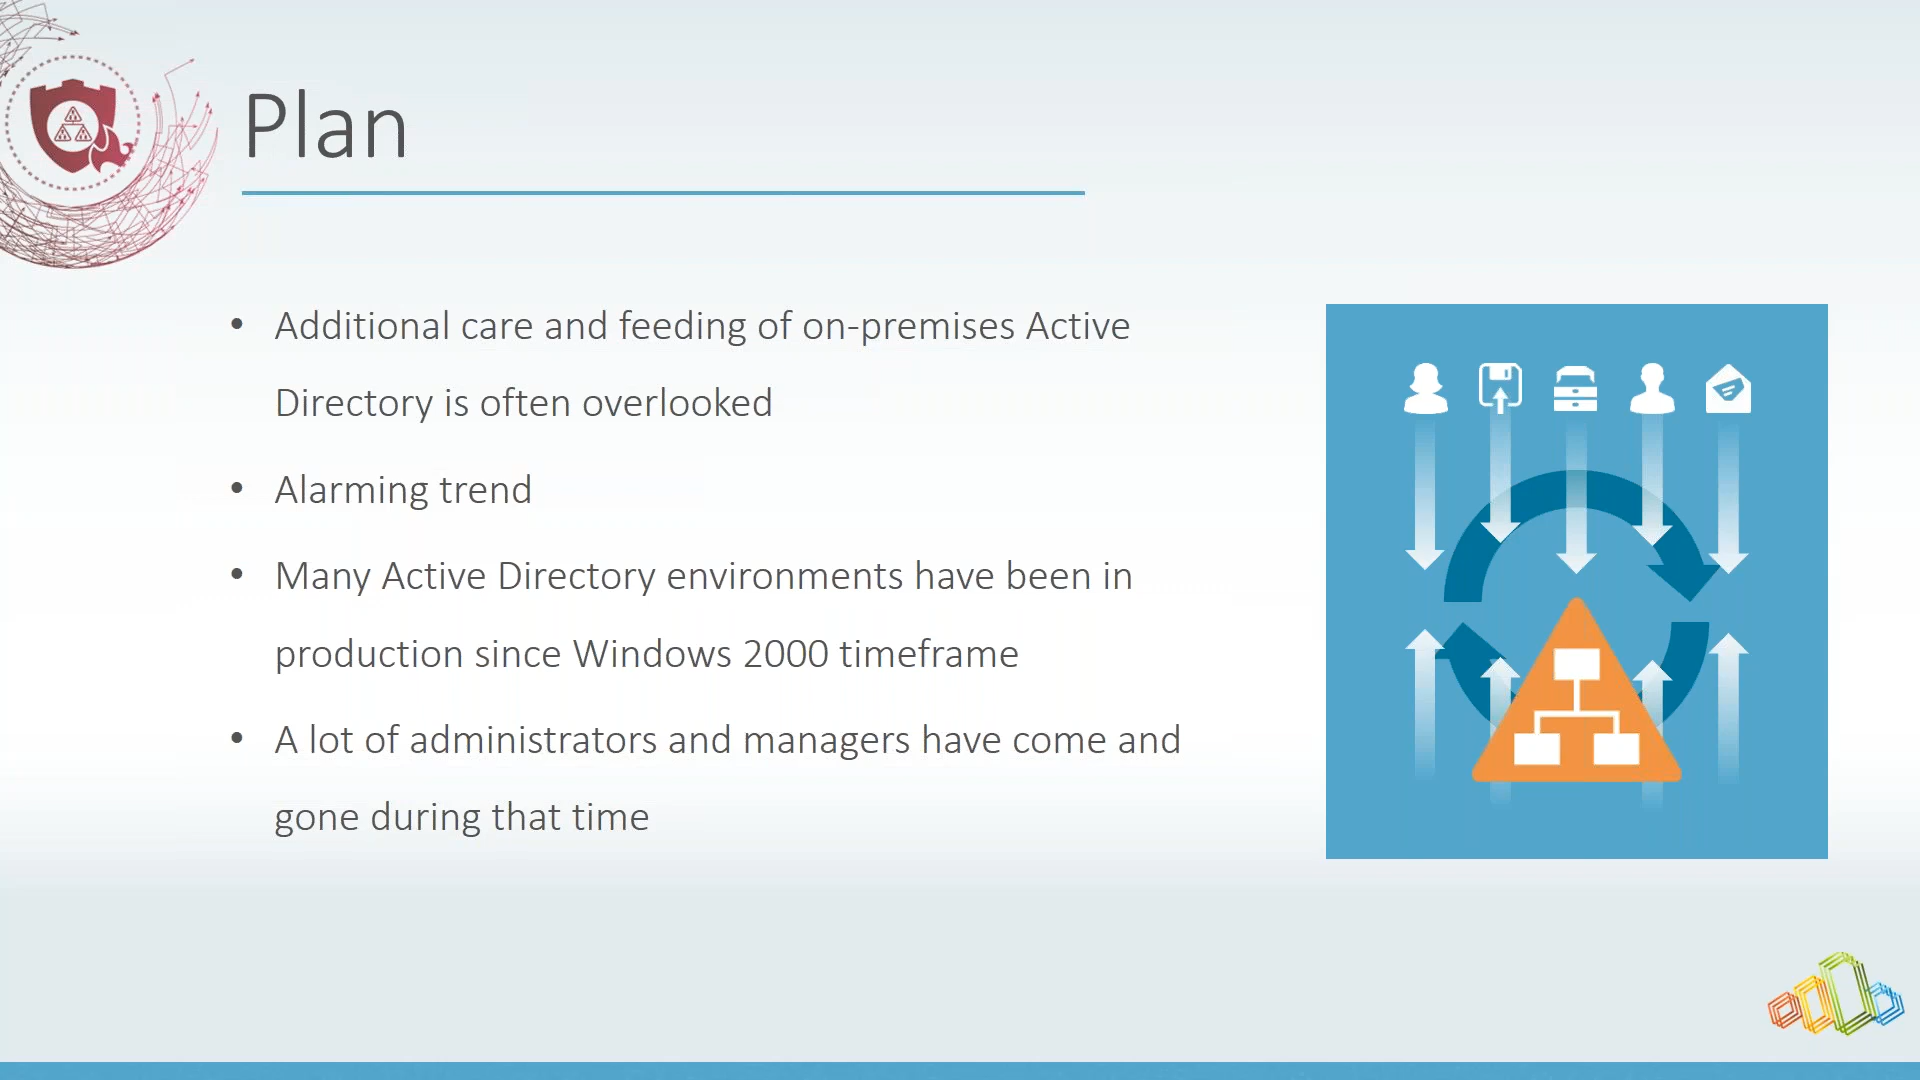 Plan
• Additional care and feeding of on-premises Active
Directory is often overlooked
• Alarming trend
• Many Active Directory environments have been in
production since Windows 2000 timeframe
• A lot of administrators and managers have come and
gone during that time